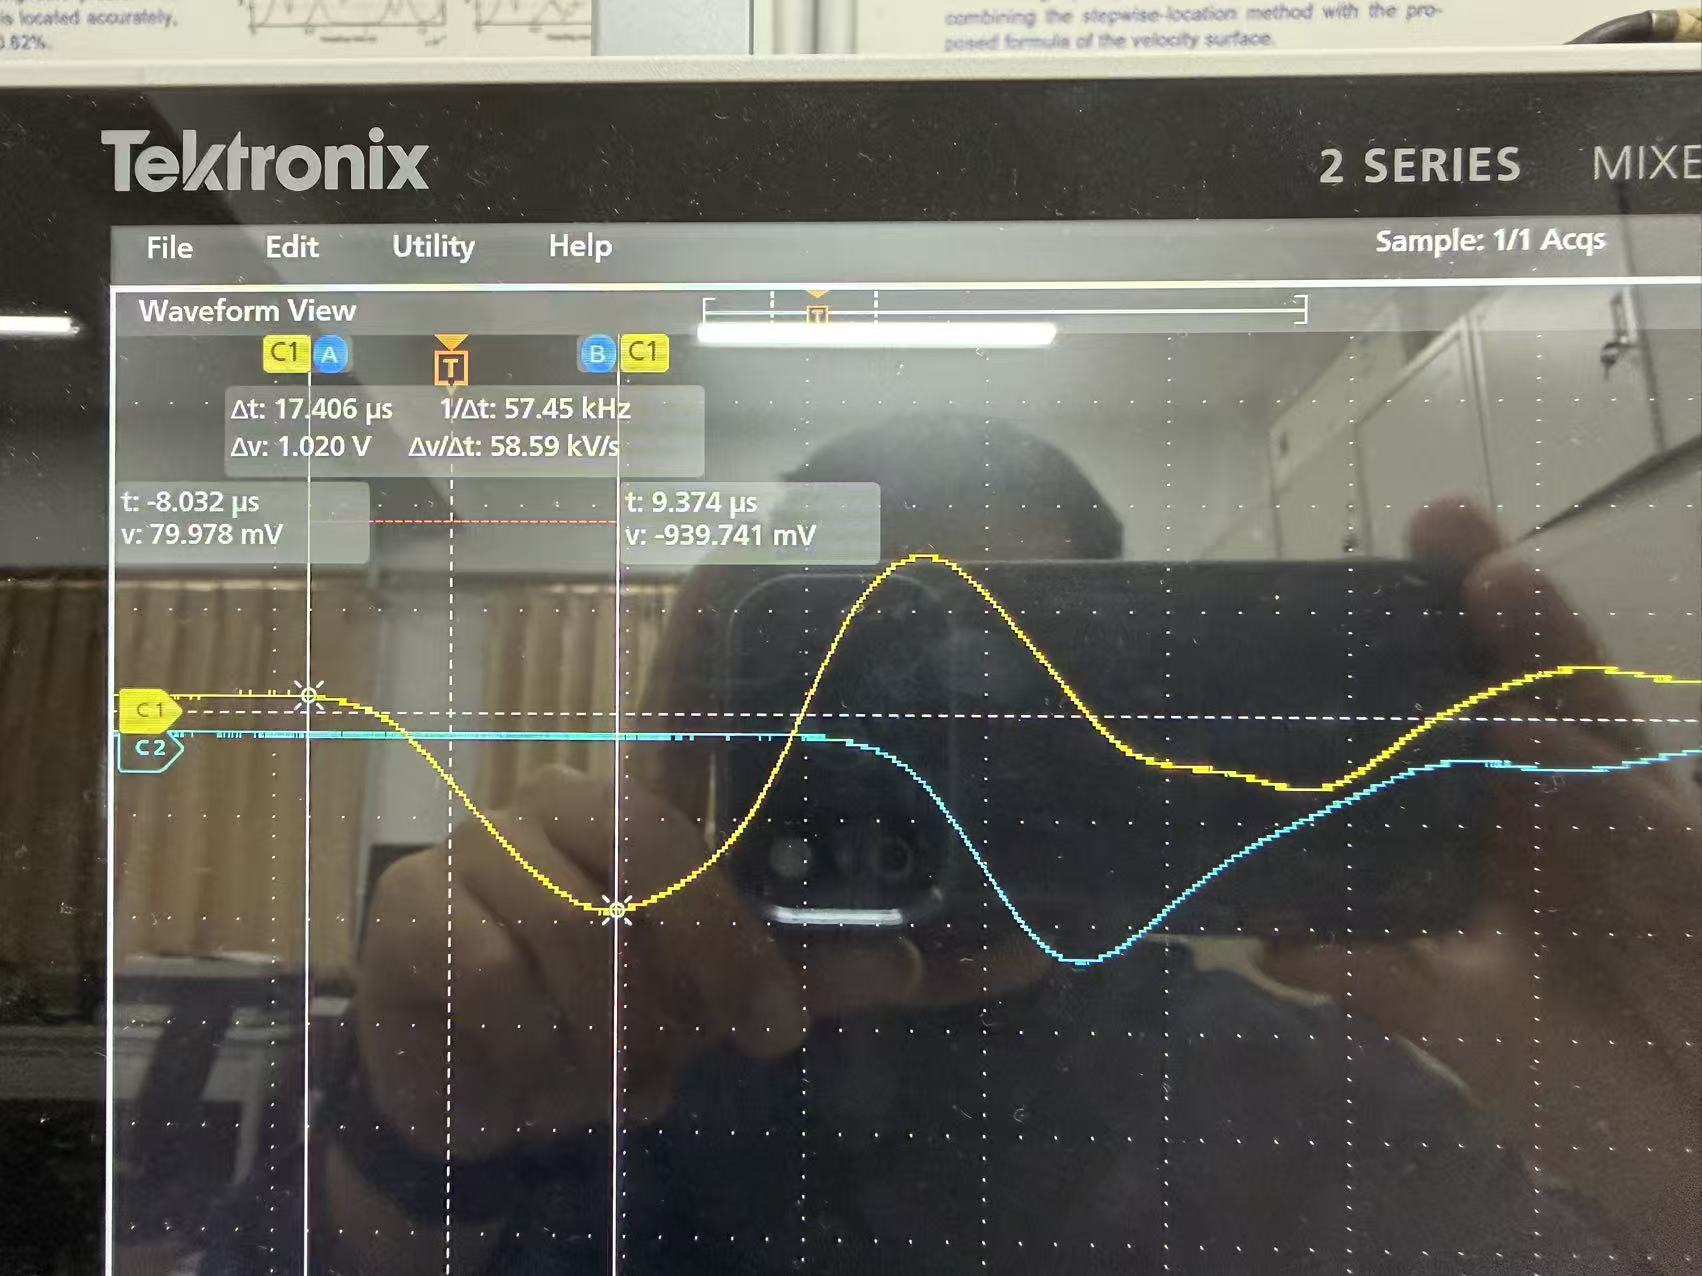 is located accurately,
combining the stepwise-location method with the pro-
posed formula of the velocity surface.
Tektronix
2 SERIES MIXE
File Edit Utility Help
Sample: 1/1 Acqs
Waveform View
T
C1 A
T
B C1
Δt: 17.406 µs 1/Δt: 57.45 kHz
Δv: 1.020 V Δv/Δt: 58.59 kV/s
t: -8.032 µs
v: 79.978 mV
t: 9.374 µs
v: -939.741 mV
C1
C2